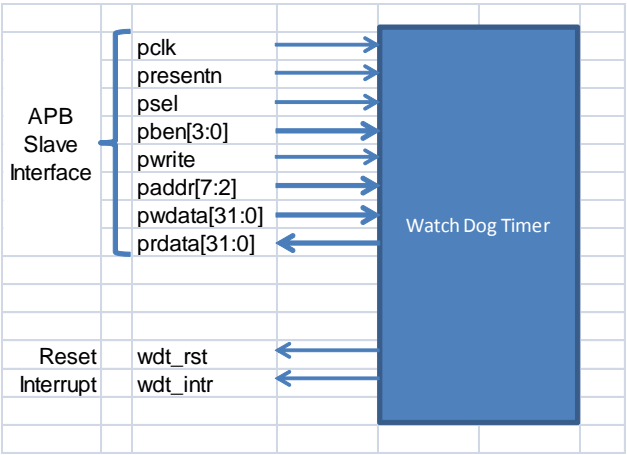 APB
Slave
Interface
pclk
presentn
psel
pben[3:0]
pwrite
paddr[7:2]
pwdata[31:0]
prdata[31:0]
Watch Dog Timer
Reset wdt_rst
Interrupt wdt_intr